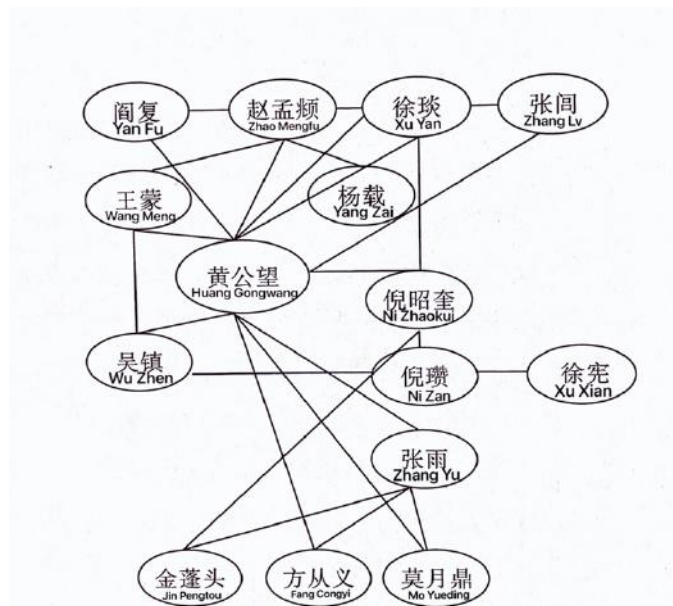 阎复
Yan Fu
赵孟頫
Zhao Mengfu
徐琰
Xu Yan
张闾
Zhang Lv
王蒙
Wang Meng
杨载
Yang Zai
黄公望
Huang Gongwang
倪昭奎
Ni Zhaokui
吴镇
Wu Zhen
倪瓒
Ni Zan
徐宪
Xu Xian
张雨
Zhang Yu
金蓬头
Jin Pengtou
方从义
Fang Congyi
莫月鼎
Mo Yueding